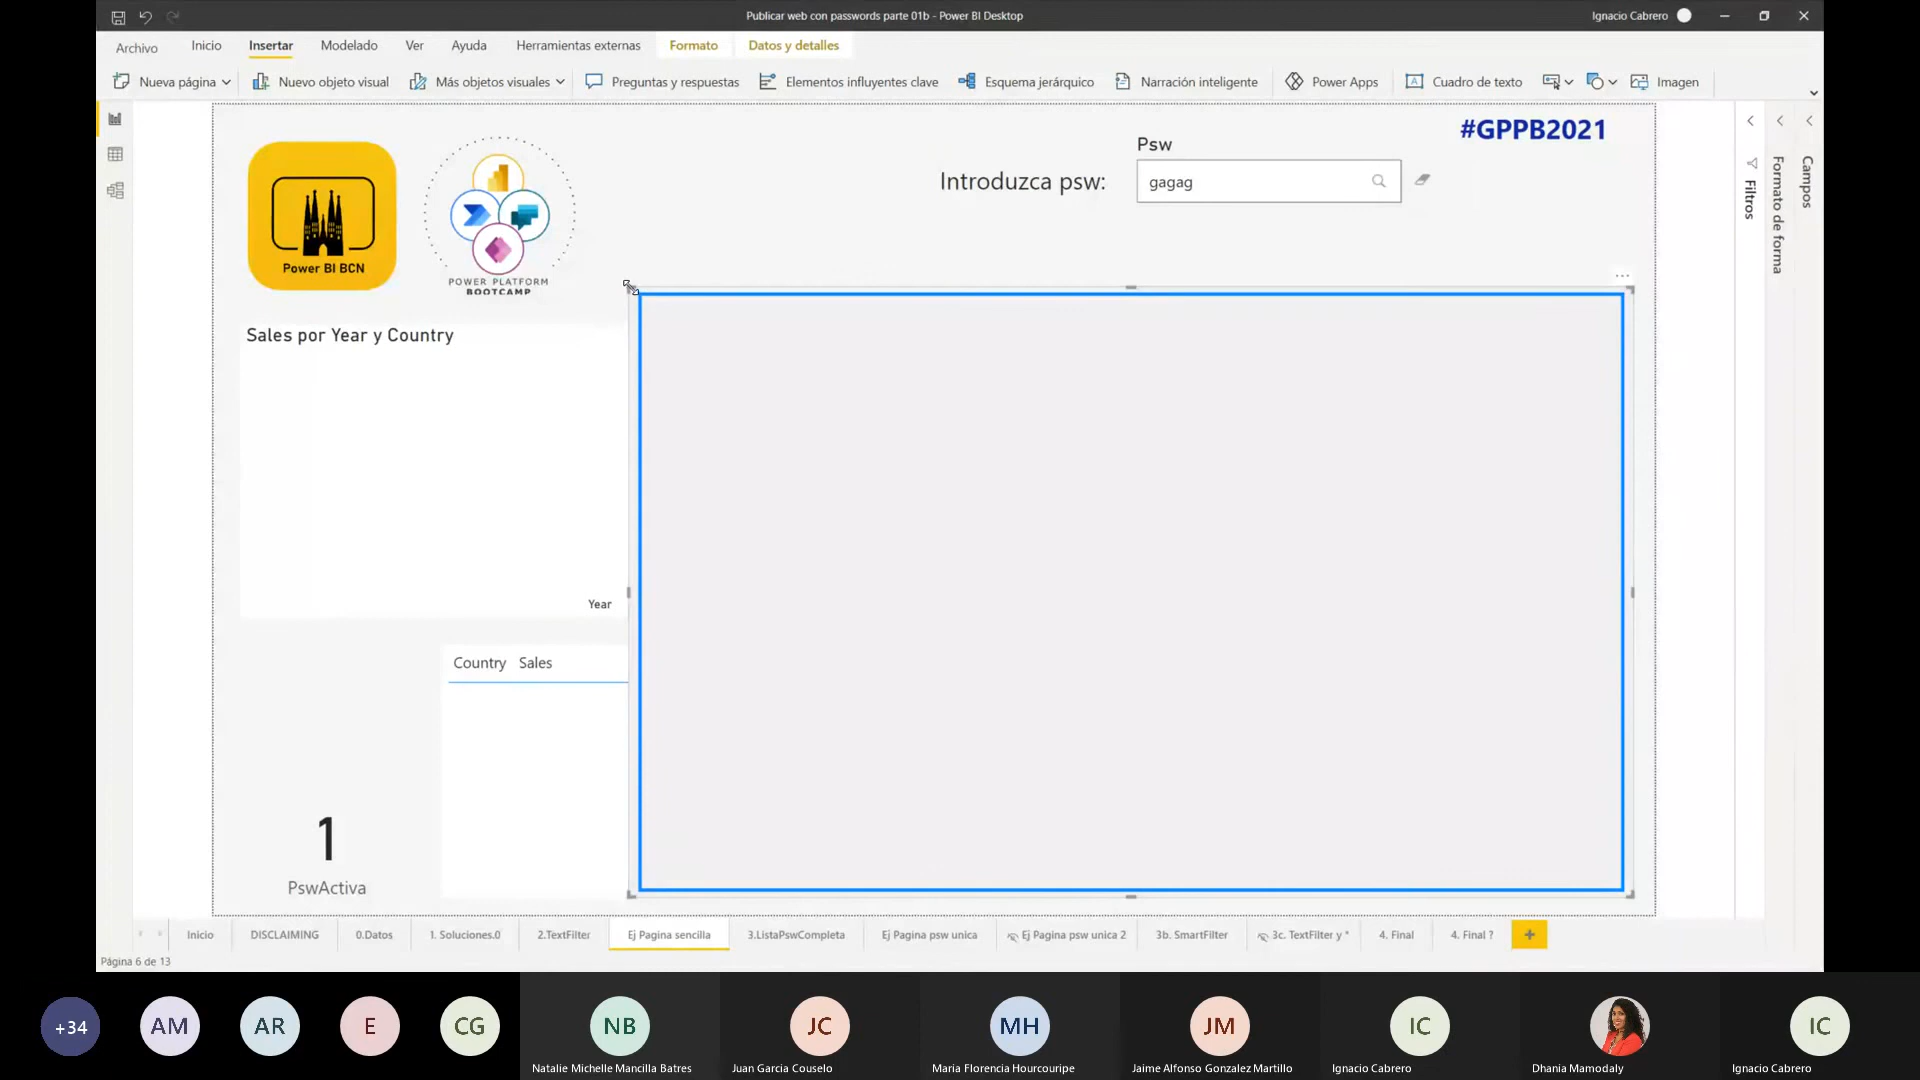 Publicar web con passwords parte 01b - Power BI Desktop
Ignacio Cabrero
Archivo
Inicio
Insertar
Modelado
Ver
Ayuda
Herramientas externas
Formato
Datos y detalles
Nueva página
Nuevo objeto visual
Más objetos visuales
Preguntas y respuestas
Elementos influyentes clave
Esquema jerárquico
Narración inteligente
Power Apps
Cuadro de texto
Imagen
#GPPB2021
Psw
Introduzca psw:
gagag
Power BI BCN
POWER PLATFORM
BOOTCAMP
Filtros
Formato de forma
Campos
Sales por Year y Country
Year
Country Sales
1
PswActiva
Inicio
DISCLAIMING
0.Datos
1. Soluciones.0
2.TextFilter
Ej Pagina sencilla
3.ListaPswCompleta
Ej Pagina psw unica
Ej Pagina psw unica 2
3b. SmartFilter
3c. TextFilter y *
4. Final
4. Final ?
Página 6 de 13
+34
AM
AR
E
CG
NB
JC
MH
JM
IC
IC
Natalie Michelle Mancilla Batres
Juan Garcia Couselo
Maria Florencia Hourcouripe
Jaime Alfonso Gonzalez Martillo
Ignacio Cabrero
Dhania Mamodaly
Ignacio Cabrero